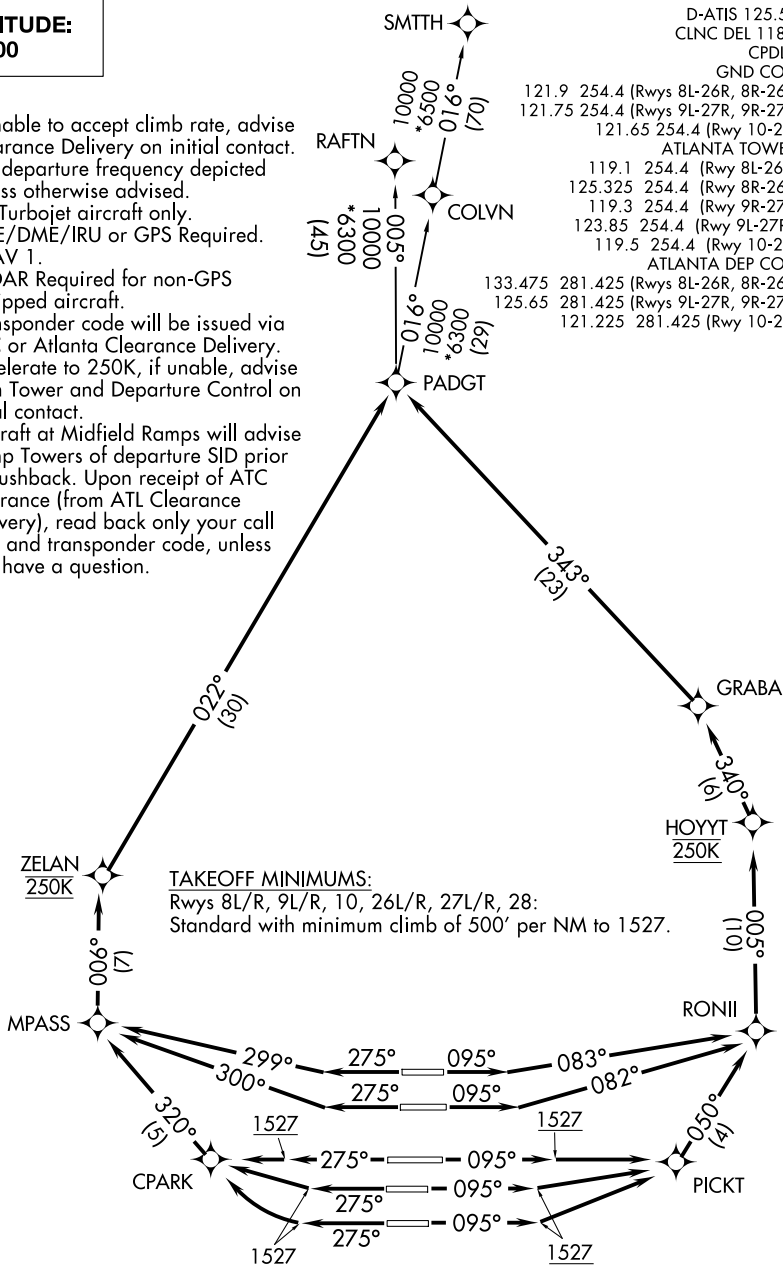 ITUDE:
00
SMTTH
D-ATIS 125.5
CLNC DEL 118
CPDL
GND CO
121.9 254.4 (Rwys 8L-26R, 8R-26
121.75 254.4 (Rwys 9L-27R, 9R-27
121.65 254.4 (Rwy 10-2
ATLANTA TOWE
119.1 254.4 (Rwy 8L-26
125.325 254.4 (Rwy 8R-26
119.3 254.4 (Rwy 9R-27
123.85 254.4 (Rwy 9L-27R
119.5 254.4 (Rwy 10-2
ATLANTA DEP CO
133.475 281.425 (Rwys 8L-26R, 8R-26
125.65 281.425 (Rwys 9L-27R, 9R-27
121.225 281.425 (Rwy 10-2
nable to accept climb rate, advise
arance Delivery on initial contact.
departure frequency depicted
ss otherwise advised.
Turbojet aircraft only.
E/DME/IRU or GPS Required.
AV 1.
DAR Required for non-GPS
ipped aircraft.
nsponder code will be issued via
C or Atlanta Clearance Delivery.
elerate to 250K, if unable, advise
n Tower and Departure Control on
al contact.
raft at Midfield Ramps will advise
mp Towers of departure SID prior
ushback. Upon receipt of ATC
rance (from ATL Clearance
very), read back only your call
and transponder code, unless
have a question.
10000
*6500
016°
(70)
RAFTN
COLVN
005°
10000
*6300
(45)
019°
10000
*6300
(29)
PADGT
343°
(23)
022°
(30)
GRABA
340°
(6)
HOYYT
250K
ZELAN
250K
TAKEOFF MINIMUMS:
Rwys 8L/R, 9L/R, 10, 26L/R, 27L/R, 28:
Standard with minimum climb of 500' per NM to 1527.
006°
(7)
005°
(10)
MPASS
RONII
299°
275°
095°
083°
300°
275°
095°
082°
320°
(5)
050°
(4)
1527
1527
275°
095°
CPARK
PICKT
275°
095°
275°
095°
1527
1527